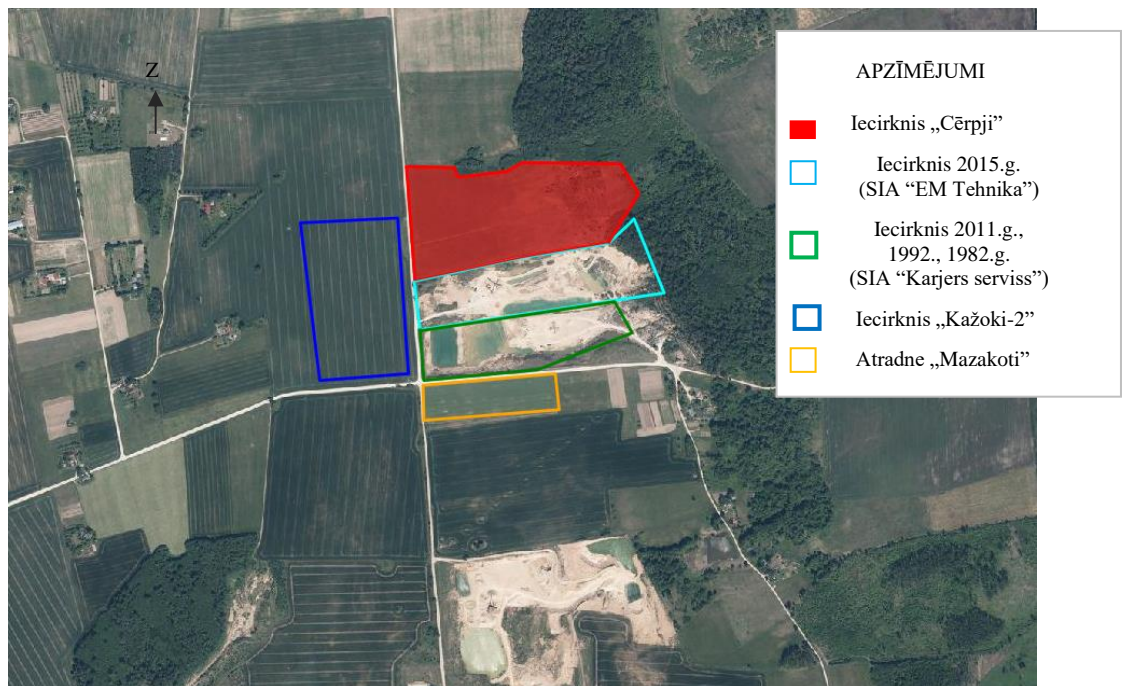 Z
APZĪMĒJUMI
Iecirknis „Cērpji”
Iecirknis 2015.g.
(SIA “EM Tehnika”)
Iecirknis 2011.g.,
1992., 1982.g.
(SIA “Karjers serviss”)
Iecirknis „Kažoki-2”
Atradne „Mazakoti”